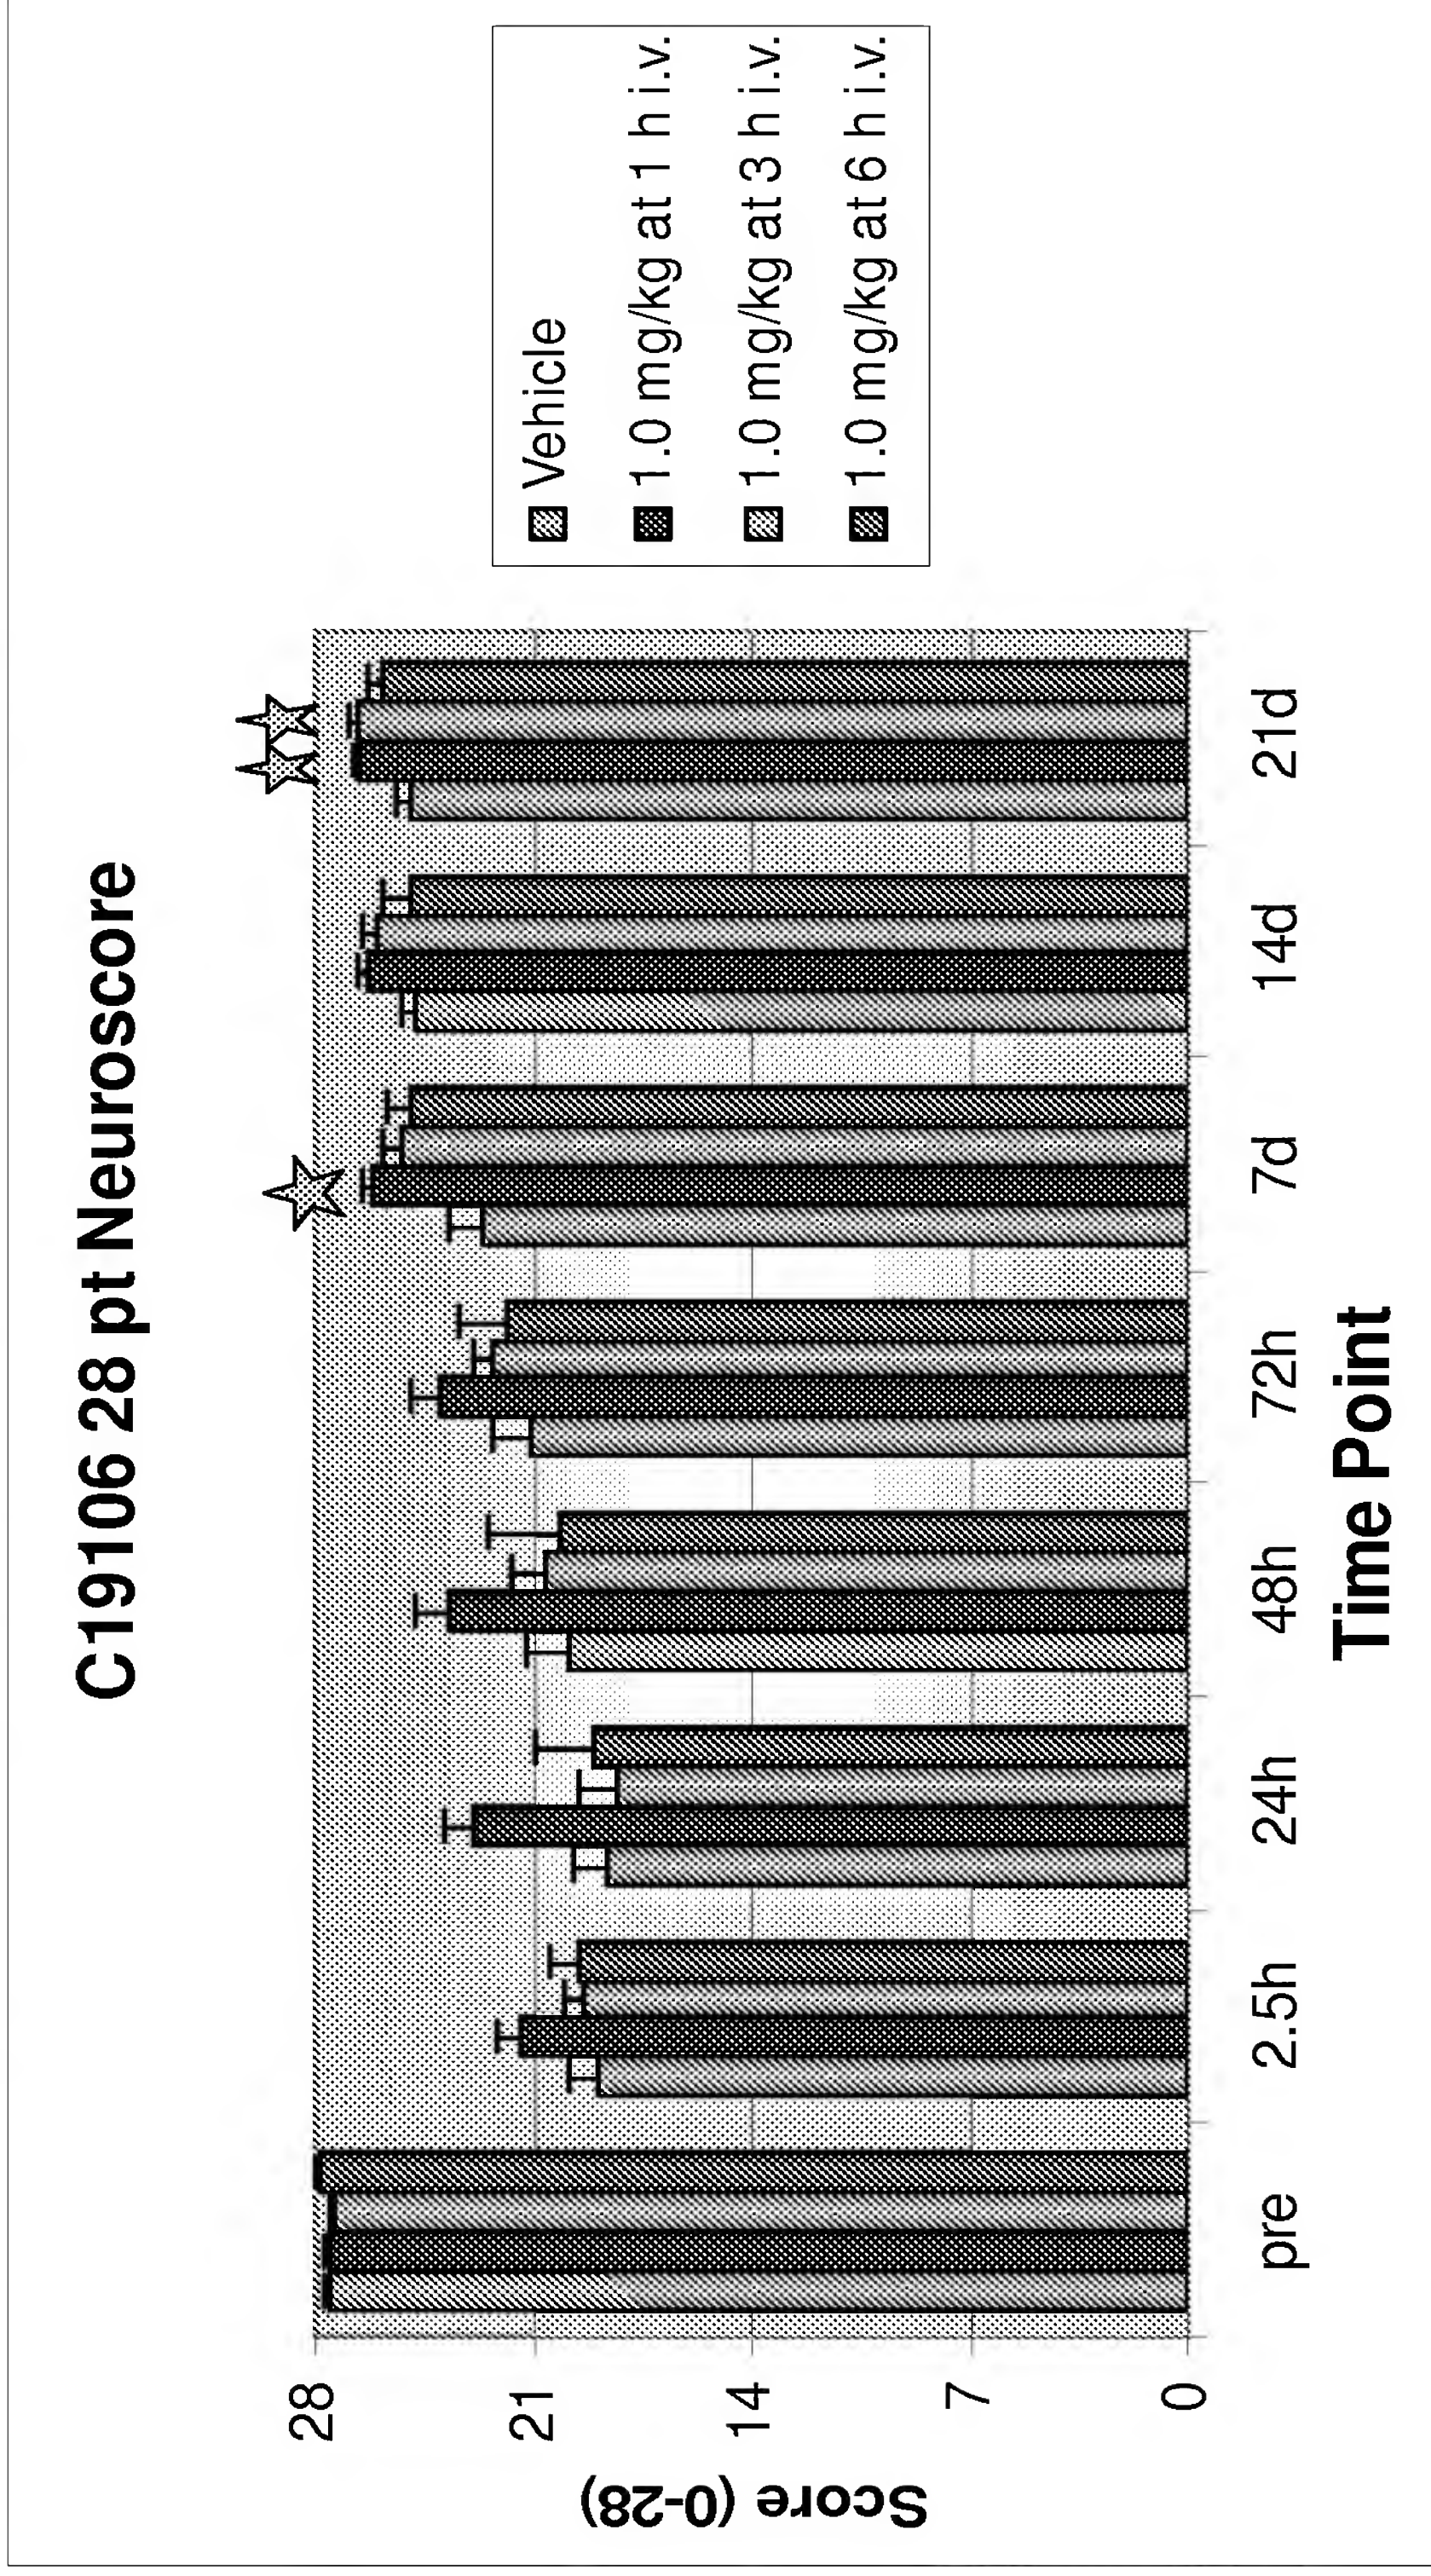 C19106 28 pt Neuroscore
Score (0-28)
28
21
14
7
0
pre
2.5h
24h
48h
72h
7d
14d
21d
Time Point
Vehicle
1.0 mg/kg at 1 h i.v.
1.0 mg/kg at 3 h i.v.
1.0 mg/kg at 6 h i.v.